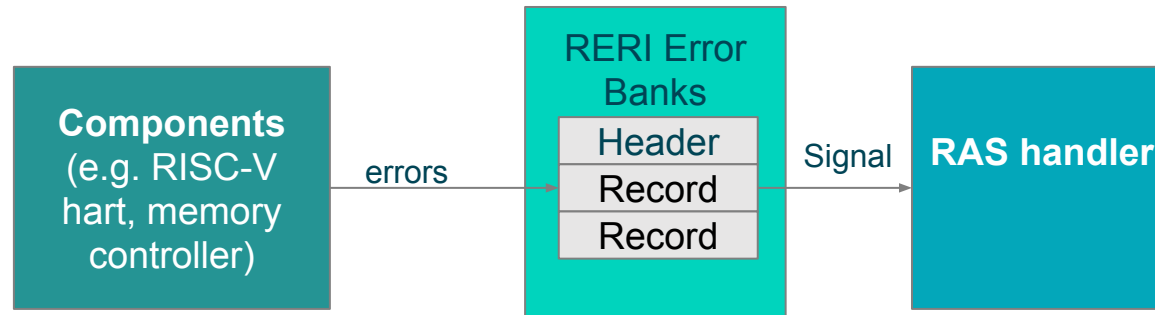 Components
(e.g. RISC-V
hart, memory
controller)
errors
RERI Error
Banks
Header
Record
Record
Signal
RAS handler